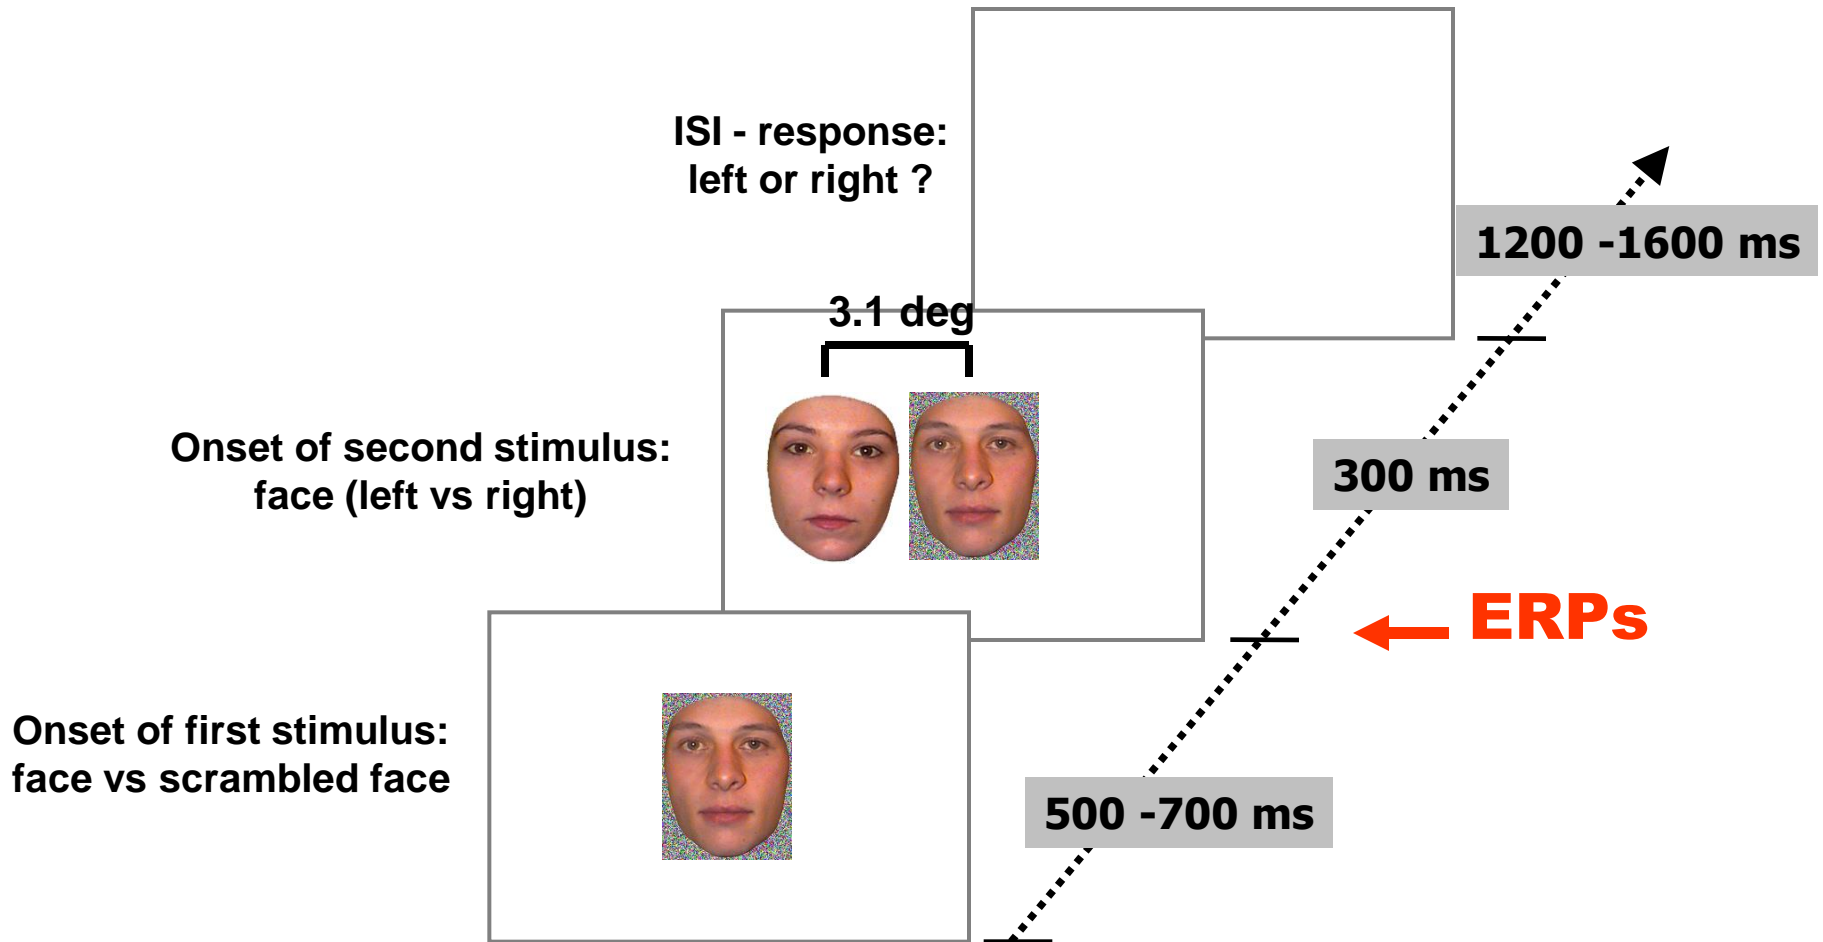 ISI - response:
left or right ?
1200 -1600 ms
3.1 deg
Onset of second stimulus:
face (left vs right)
300 ms
ERPs
Onset of first stimulus:
face vs scrambled face
500 -700 ms